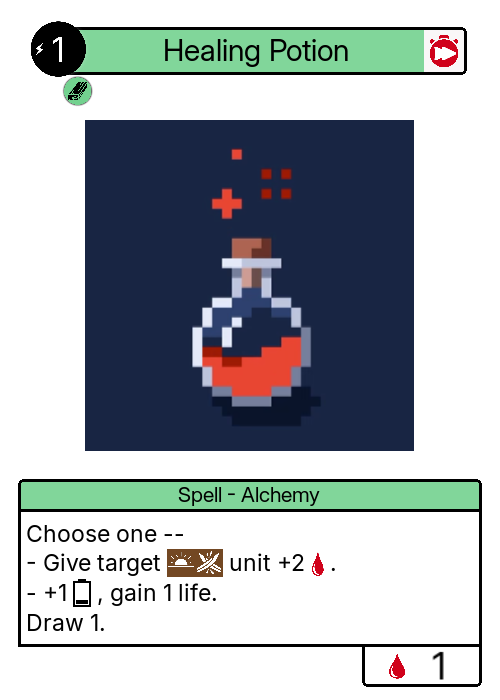 1
Healing Potion
Spell - Alchemy
Choose one --
- Give target unit +2 .
- +1 , gain 1 life.
Draw 1.
1